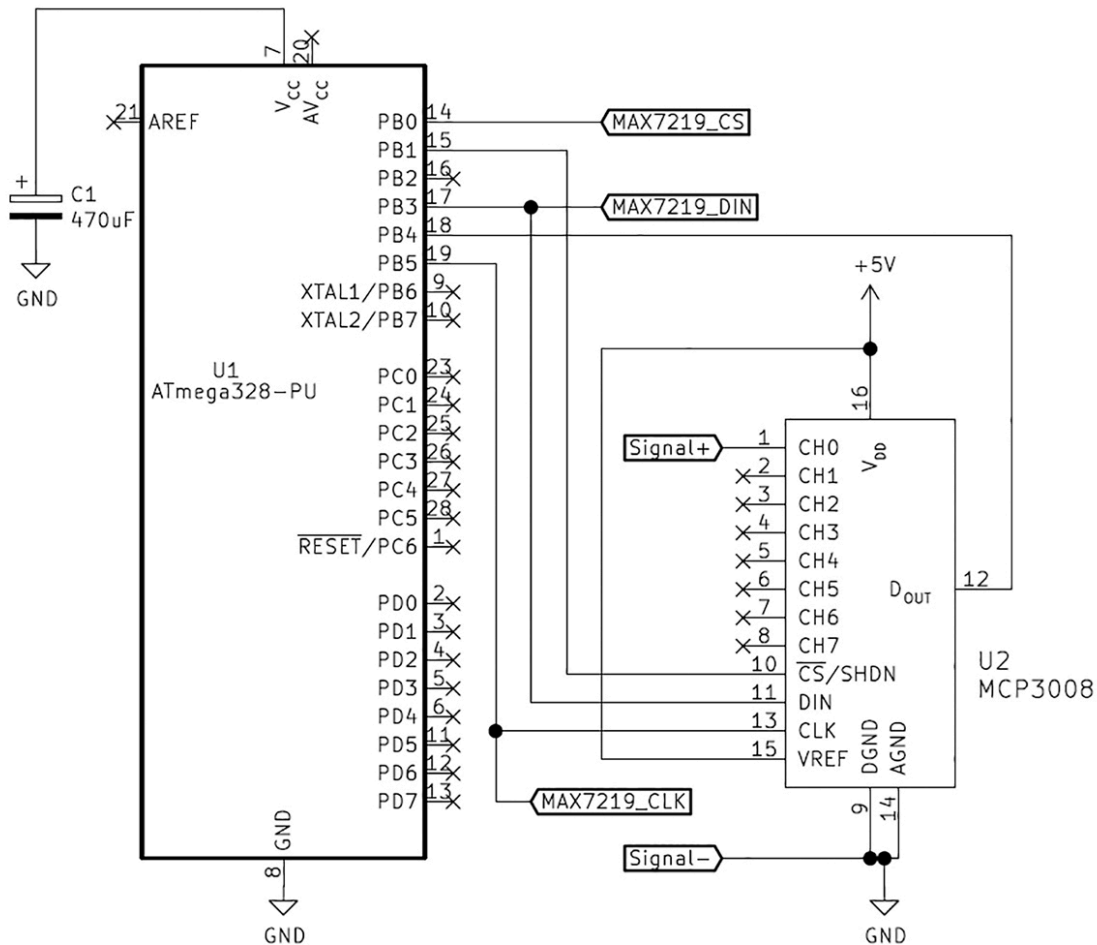 7
20
VCC
AVCC
21
AREF
PB0
14
MAX7219_CS
PB1
15
PB2
16
PB3
17
MAX7219_DIN
PB4
18
PB5
19
XTAL1/PB6
9
XTAL2/PB7
10
+
C1
470uF
GND
U1
ATmega328-PU
PC0
23
PC1
24
PC2
25
PC3
26
PC4
27
PC5
28
RESET/PC6
1
PD0
2
PD1
3
PD2
4
PD3
5
PD4
6
PD5
11
PD6
12
PD7
13
MAX7219_CLK
GND
8
GND
+5V
16
VDD
Signal+
1
CH0
2
CH1
3
CH2
4
CH3
5
CH4
6
CH5
7
CH6
8
CH7
10
CS/SHDN
11
DIN
13
CLK
15
VREF
DOUT
12
U2
MCP3008
DGND
AGND
9
14
Signal-
GND